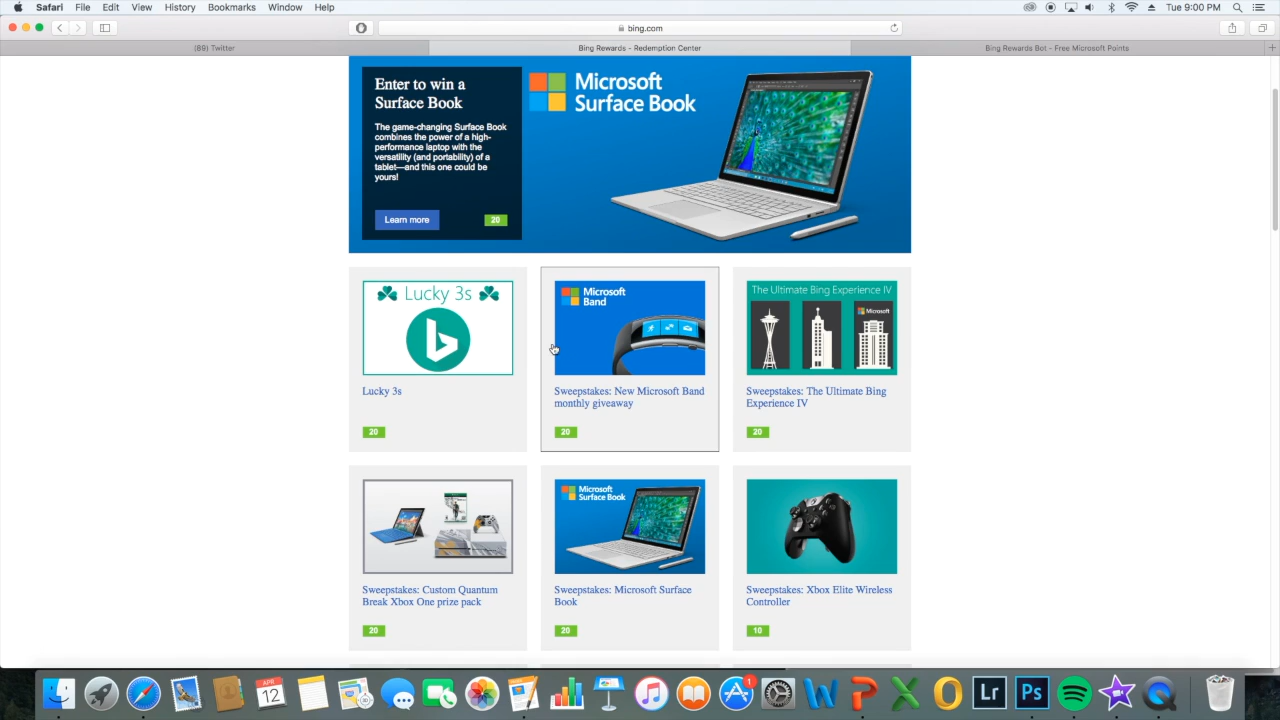 Safari File Edit View History Bookmarks Window Help
Tue 9:00 PM
bing.com
(89) Twitter
Bing Rewards - Redemption Center
Bing Rewards Bot - Free Microsoft Points
Enter to win a
Surface Book
The game-changing Surface Book
combines the power of a high-
performance laptop with the
versatility (and portability) of a
tablet—and this one could be
yours!
Learn more
20
Microsoft
Surface Book
Lucky 3s
Lucky 3s
20
Microsoft
Band
Sweepstakes: New Microsoft Band
monthly giveaway
20
The Ultimate Bing Experience IV
Microsoft
Sweepstakes: The Ultimate Bing
Experience IV
20
Sweepstakes: Custom Quantum
Break Xbox One prize pack
20
Microsoft
Surface Book
Sweepstakes: Microsoft Surface
Book
20
Sweepstakes: Xbox Elite Wireless
Controller
10
APR
12
1
Lr
Ps